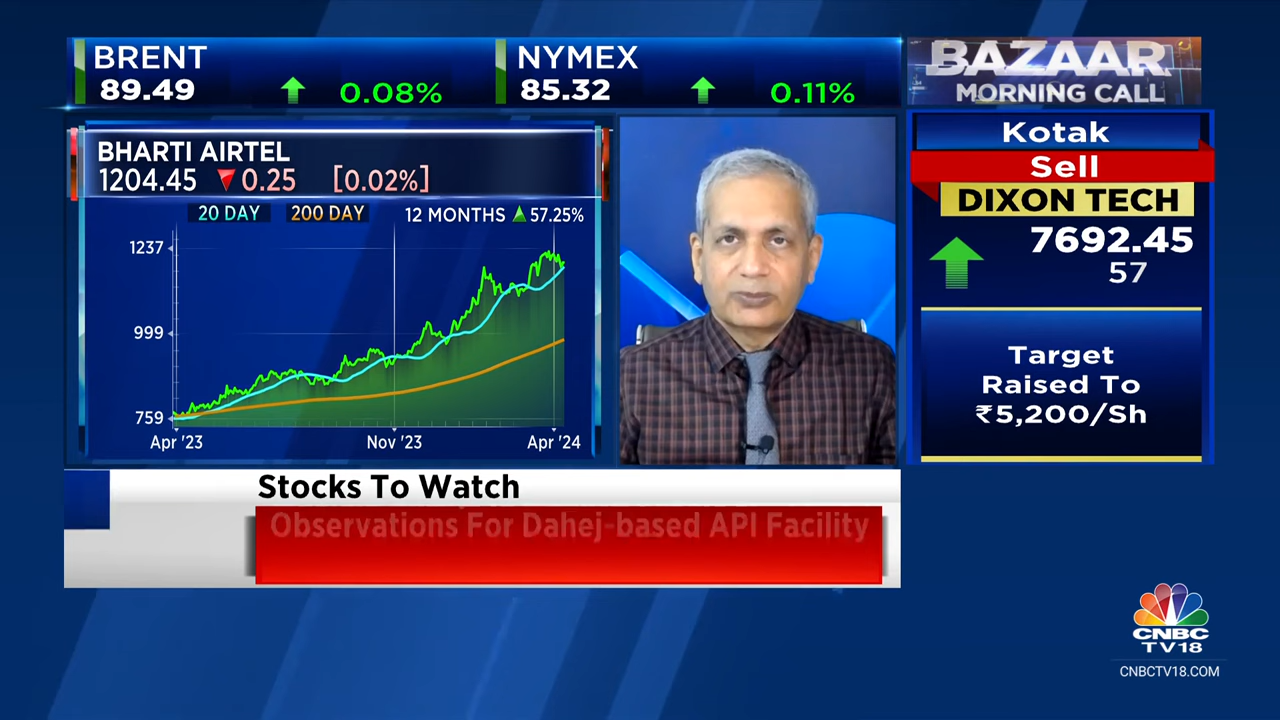 BRENT
89.49 0.08%
NYMEX
85.32 0.11%
BAZAAR
MORNING CALL
BHARTI AIRTEL
1204.45 0.25 [0.02%]
20 DAY 200 DAY 12 MONTHS 57.25%
1237
999
759
Apr '23 Nov '23 Apr '24
Kotak
Sell
DIXON TECH
7692.45
57
Target
Raised To
₹5,200/Sh
Stocks To Watch
Observations For Dahej-based API Facility
CNBC
TV18
CNBCTV18.COM